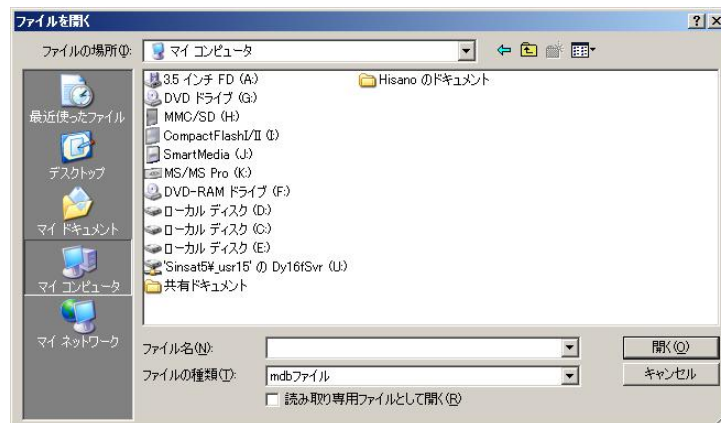 ファイルを開く
ファイルの場所(I):
マイ コンピュータ
最近使ったファイル
デスクトップ
マイ ドキュメント
マイ コンピュータ
マイ ネットワーク
3.5 インチ FD (A:)
DVD ドライブ (G:)
MMC/SD (H:)
CompactFlashI/II (I:)
SmartMedia (J:)
MS/MS Pro (K:)
DVD-RAM ドライブ (F:)
ローカル ディスク (D:)
ローカル ディスク (C:)
ローカル ディスク (E:)
'Sinsat5¥_usr15' の Dy16fSvr (U:)
共有ドキュメント
Hisano のドキュメント
ファイル名(N):
開く(O)
ファイルの種類(T):
mdbファイル
キャンセル
読み取り専用ファイルとして開く(R)